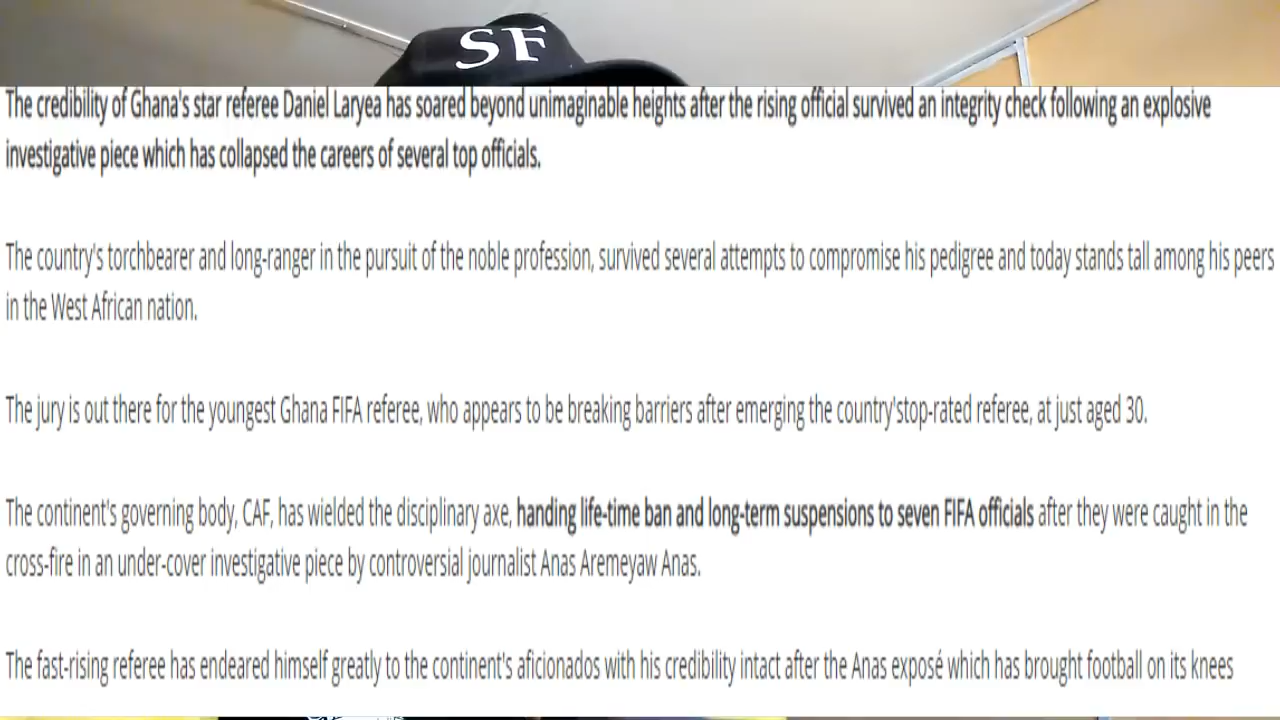 SF
The credibility of Ghana's star referee Daniel Laryea has soared beyond unimaginable heights after the rising official survived an integrity check following an explosive
investigative piece which has collapsed the careers of several top officials.
The country's torchbearer and long-ranger in the pursuit of the noble profession, survived several attempts to compromise his pedigree and today stands tall among his peers
in the West African nation.
The jury is out there for the youngest Ghana FIFA referee, who appears to be breaking barriers after emerging the country'stop-rated referee, at just aged 30.
The continent's governing body, CAF, has wielded the disciplinary axe, handing life-time ban and long-term suspensions to seven FIFA officials after they were caught in the
cross-fire in an under-cover investigative piece by controversial journalist Anas Aremeyaw Anas.
The fast-rising referee has endeared himself greatly to the continent's aficionados with his credibility intact after the Anas exposé which has brought football on its knees